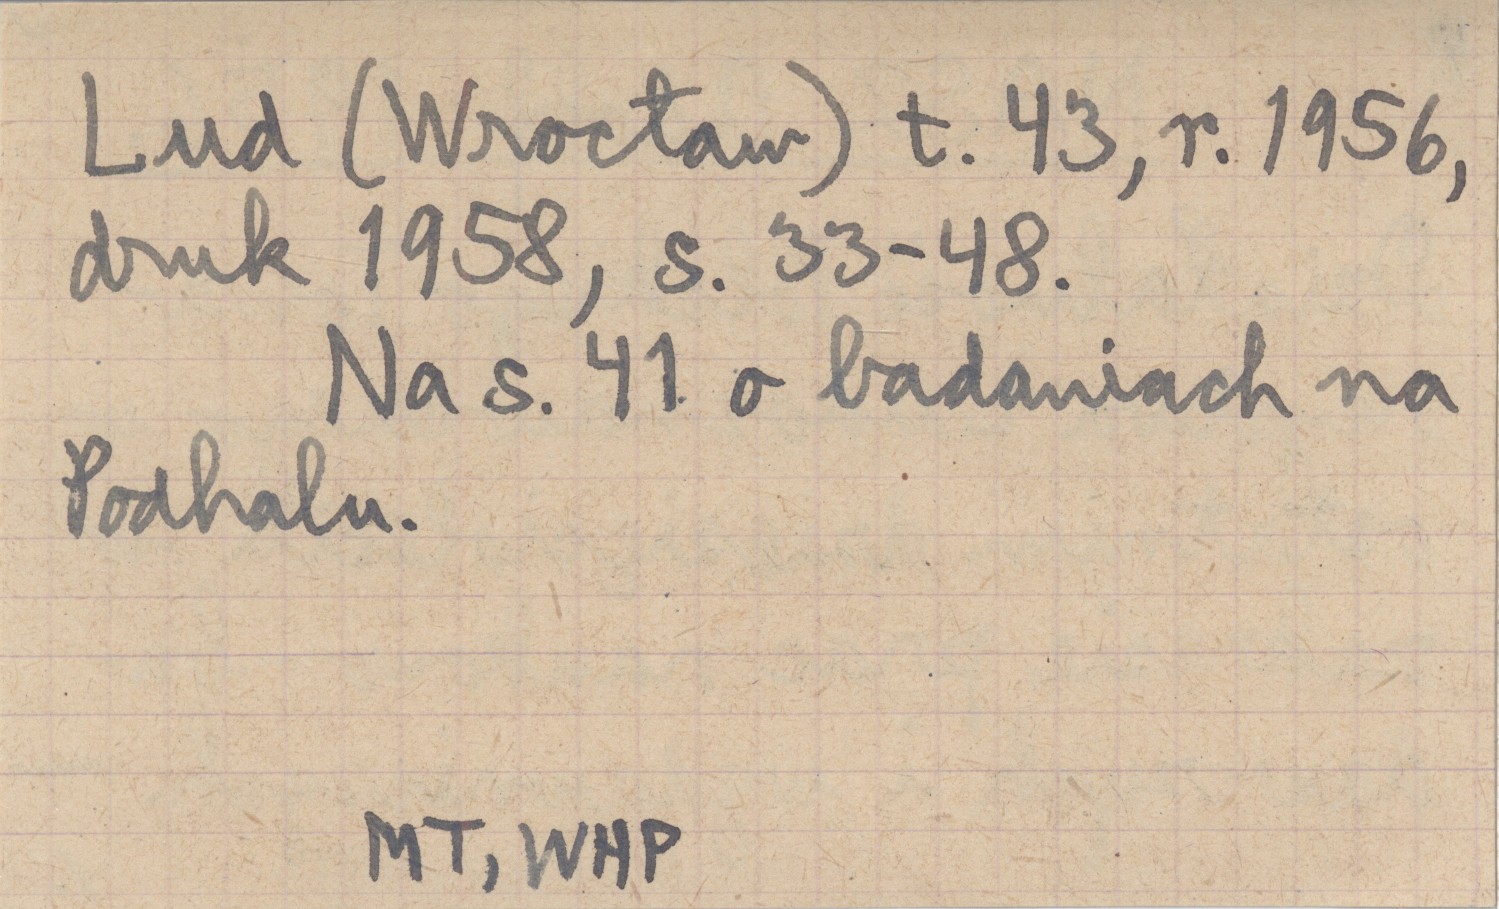 Lud (Wrocław) t. 43, r. 1956,
druk 1958, s. 33-48.
Na s. 41 o badaniach na
Podhalu.
MT, WHP